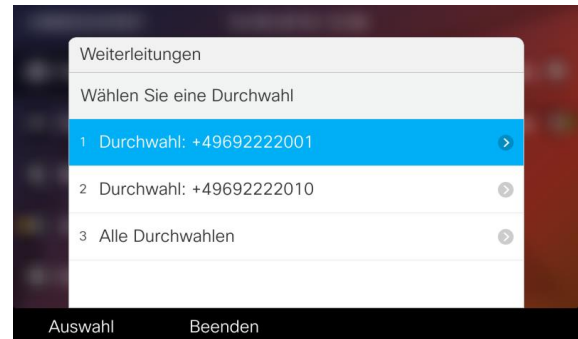 Weiterleitungen
Wählen Sie eine Durchwahl
1 Durchwahl: +49692222001
2 Durchwahl: +49692222010
3 Alle Durchwahlen
Auswahl Beenden